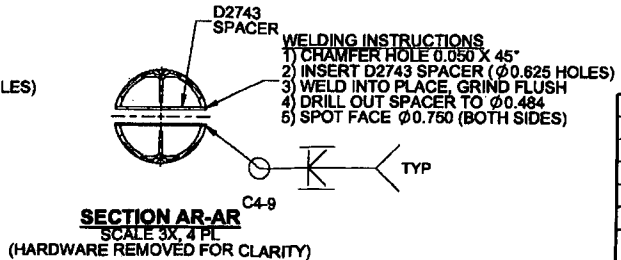 D2743
SPACER
WELDING INSTRUCTIONS
1) CHAMFER HOLE 0.050 X 45°
2) INSERT D2743 SPACER (Ø0.625 HOLES)
3) WELD INTO PLACE, GRIND FLUSH
4) DRILL OUT SPACER TO Ø0.484
5) SPOT FACE Ø0.750 (BOTH SIDES)
LES)
TYP
C4-9
SECTION AR-AR
SCALE 3X, 4 PL
(HARDWARE REMOVED FOR CLARITY)